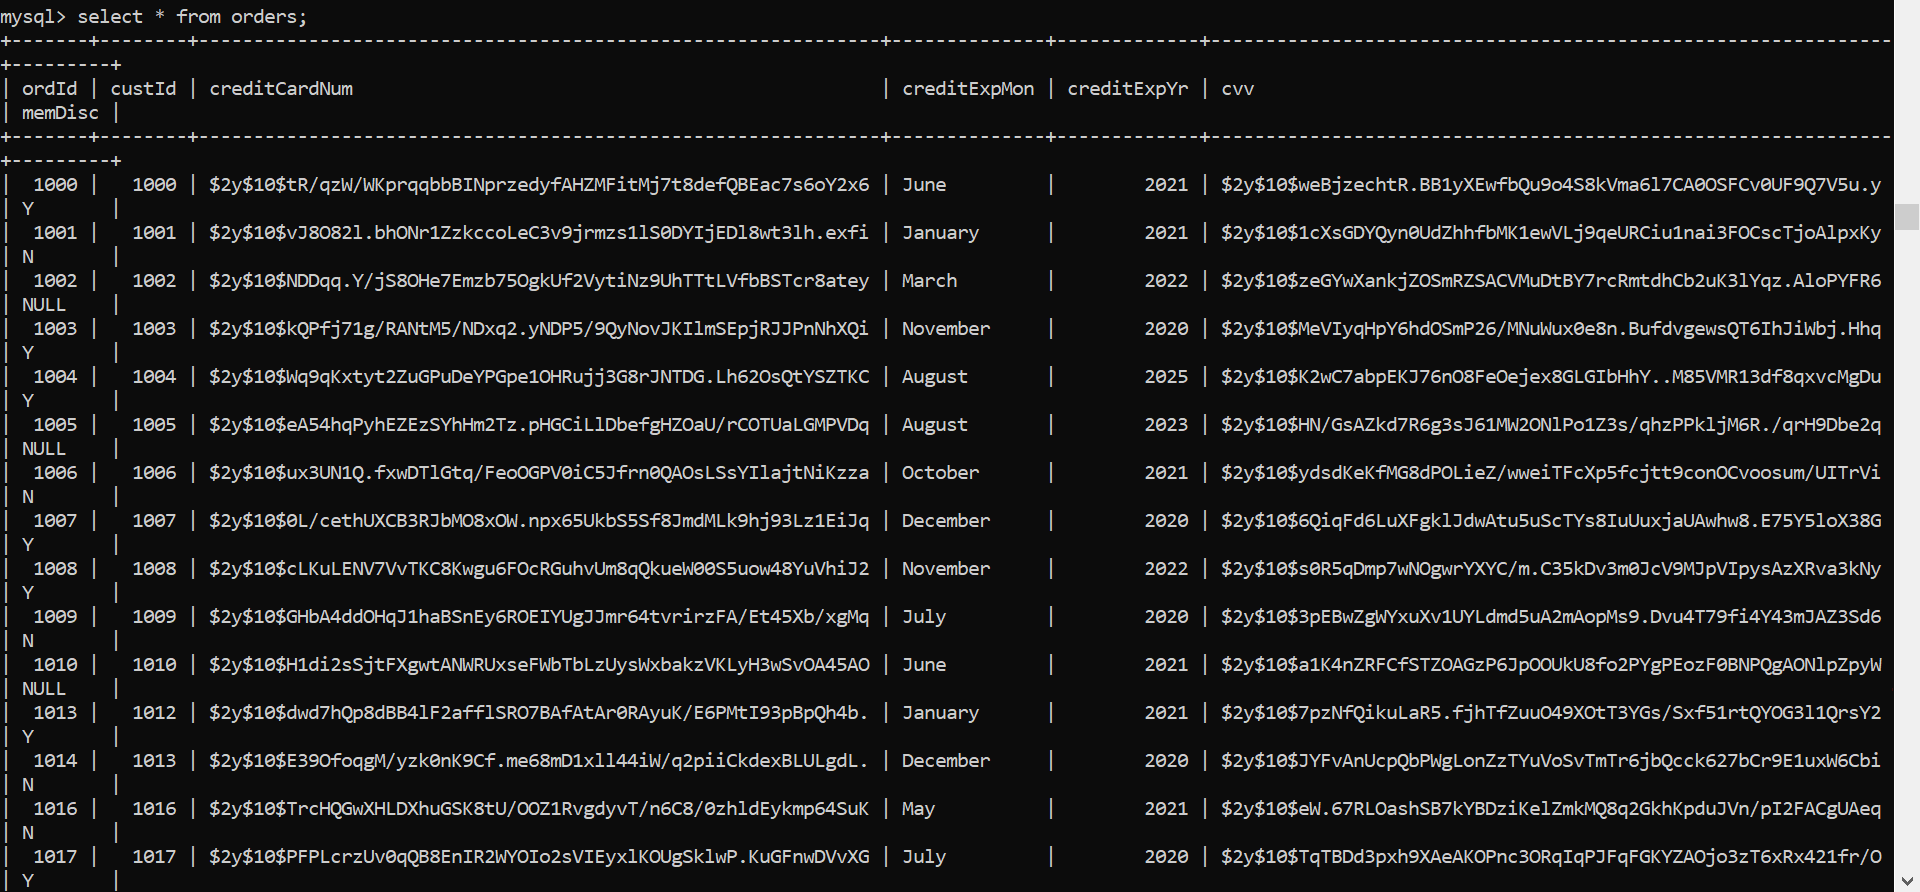 mysql> select * from orders;
+-------+--------+--------------------------------------------------------------+--------------+-------------+--------------------------------------------------------------
+---------+
| ordId | custId | creditCardNum                                                | creditExpMon | creditExpYr | cvv
| memDisc |
+-------+--------+--------------------------------------------------------------+--------------+-------------+--------------------------------------------------------------
+---------+
|  1000 |   1000 | $2y$10$tR/qzW/WKprqqbbBINprzedyfAHZMFitMj7t8defQBEac7s6oY2x6 | June         |        2021 | $2y$10$weBjzechtR.BB1yXEwfbQu9o4S8kVma6l7CA0OSFCv0UF9Q7V5u.y
| Y       |
|  1001 |   1001 | $2y$10$vJ8O82l.bhONr1ZzkccoLeC3v9jrmzs1lS0DYIjEDl8wt3lh.exfi | January      |        2021 | $2y$10$1cXsGDYQyn0UdZhhfbMK1ewVLj9qeURCiu1nai3FOCscTjoAlpxKy
| N       |
|  1002 |   1002 | $2y$10$NDDqq.Y/jS8OHe7Emzb75OgkUf2VytiNz9UhTTtLVfbBSTcr8atey | March        |        2022 | $2y$10$zeGYwXankjZOSmRZSACVMuDtBY7rcRmtdhCb2uK3lYqz.AloPYFR6
| NULL    |
|  1003 |   1003 | $2y$10$kQPfj71g/RANtM5/NDxq2.yNDP5/9QyNovJKIlmSEpjRJJPnNhXQi | November     |        2020 | $2y$10$MeVIyqHpY6hdOSmP26/MNuWux0e8n.BufdvgewsQT6IhJiWbj.Hhq
| Y       |
|  1004 |   1004 | $2y$10$Wq9qKxtyt2ZuGPuDeYPGpe1OHRujj3G8rJNTDG.Lh62OsQtYSZTKC | August       |        2025 | $2y$10$K2wC7abpEKJ76nO8FeOejex8GLGIbHhY..M85VMR13df8qxvcMgDu
| Y       |
|  1005 |   1005 | $2y$10$eA54hqPyhEZEzSYhHm2Tz.pHGCiLlDbefgHZOaU/rCOTUaLGMPVDq | August       |        2023 | $2y$10$HN/GsAZkd7R6g3sJ61MW2ONlPo1Z3s/qhzPPkljM6R./qrH9Dbe2q
| NULL    |
|  1006 |   1006 | $2y$10$ux3UN1Q.fxwDTlGtq/FeoOGPV0iC5Jfrn0QAOsLSsYIlajtNiKzza | October      |        2021 | $2y$10$ydsdKeKfMG8dPOLieZ/wweiTFcXp5fcjtt9conOCvoosum/UITrVi
| N       |
|  1007 |   1007 | $2y$10$0L/cethUXCB3RJbMO8xOW.npx65UkbS5Sf8JmdMLk9hj93Lz1EiJq | December     |        2020 | $2y$10$6QiqFd6LuXFgklJdwAtu5uScTYs8IuUuxjaUAwhw8.E75Y5loX38G
| Y       |
|  1008 |   1008 | $2y$10$cLKuLENV7VvTKC8Kwgu6FOcRGuhvUm8qQkueW00S5uow48YuVhiJ2 | November     |        2022 | $2y$10$s0R5qDmp7wNOgwrYXYC/m.C35kDv3m0JcV9MJpVIpysAzXRva3kNy
| Y       |
|  1009 |   1009 | $2y$10$GHbA4ddOHqJ1haBSnEy6ROEIYUgJJmr64tvrirzFA/Et45Xb/xgMq | July         |        2020 | $2y$10$3pEBwZgWYxuXv1UYLdmd5uA2mAopMs9.Dvu4T79fi4Y43mJAZ3Sd6
| N       |
|  1010 |   1010 | $2y$10$H1di2sSjtFXgwtANWRUxseFWbTbLzUysWxbakzVKLyH3wSvOA45AO | June         |        2021 | $2y$10$a1K4nZRFCfSTZOAGzP6JpOOUkU8fo2PYgPEozF0BNPQgAONlpZpyW
| NULL    |
|  1013 |   1012 | $2y$10$dwd7hQp8dBB4lF2afflSRO7BAfAtAr0RAyuK/E6PMtI93pBpQh4b. | January      |        2021 | $2y$10$7pzNfQikuLaR5.fjhTfZuuO49XOtT3YGs/Sxf51rtQYOG3l1QrsY2
| Y       |
|  1014 |   1013 | $2y$10$E39OfoqgM/yzk0nK9Cf.me68mD1xll44iW/q2piiCkdexBLULgdL. | December     |        2020 | $2y$10$JYFvAnUcpQbPWgLonZzTYuVoSvTmTr6jbQcck627bCr9E1uxW6Cbi
| N       |
|  1016 |   1016 | $2y$10$TrcHQGwXHLDXhuGSK8tU/OOZ1RvgdyvT/n6C8/0zhldEykmp64SuK | May          |        2021 | $2y$10$eW.67RLOashSB7kYBDziKelZmkMQ8q2GkhKpduJVn/pI2FACgUAeq
| N       |
|  1017 |   1017 | $2y$10$PFPLcrzUv0qQB8EnIR2WYOIo2sVIEyxlKOUgSklwP.KuGFnwDVvXG | July         |        2020 | $2y$10$TqTBDd3pxh9XAeAKOPnc3ORqIqPJFqFGKYZAOjo3zT6xRx421fr/O
| Y       |